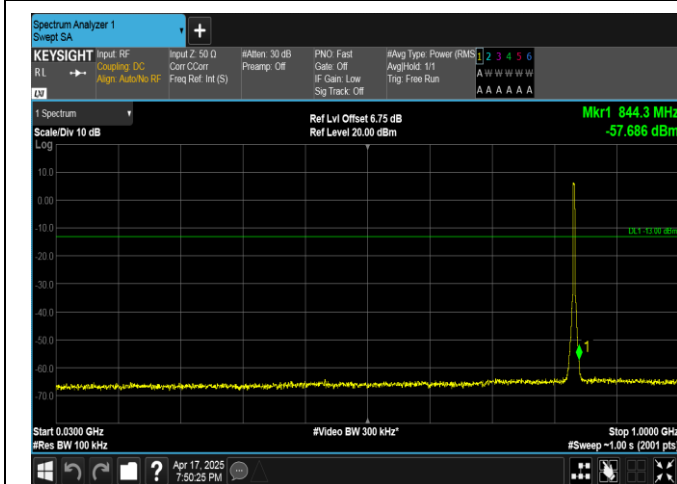 Spectrum Analyzer 1
Swept SA
+
KEYSIGHT
RL
LXI
Input: RF
Coupling: DC
Align: Auto/No RF
Input Z: 50 Ω
Corr CCorr
Freq Ref: Int (S)
#Atten: 30 dB
Preamp: Off
PNO: Fast
Gate: Off
IF Gain: Low
Sig Track: Off
#Avg Type: Power (RMS
Avg|Hold: 1/1
Trig: Free Run
1 2 3 4 5 6
A W W W W W
A A A A A A
1 Spectrum
Scale/Div 10 dB
Log
Ref Lvl Offset 6.75 dB
Ref Level 20.00 dBm
Mkr1 844.3 MHz
-57.686 dBm
10.0
0.00
-10.0
DL1 -13.00 dBm
-20.0
-30.0
-40.0
-50.0
1
-60.0
-70.0
Start 0.0300 GHz
#Res BW 100 kHz
#Video BW 300 kHz*
Stop 1.0000 GHz
#Sweep ~1.00 s (2001 pts)
?
Apr 17, 2025
7:50:25 PM